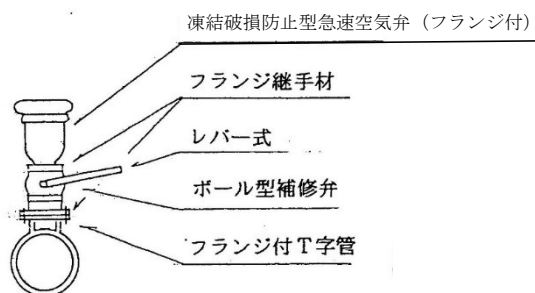 凍結破損防止型急速空気弁（フランジ付）
フランジ継手材
レバー式
ボール型補修弁
フランジ付T字管